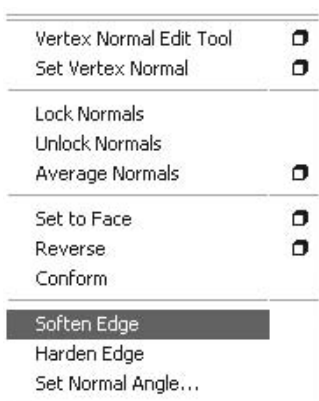 Vertex Normal Edit Tool
Set Vertex Normal
Lock Normals
Unlock Normals
Average Normals
Set to Face
Reverse
Conform
Soften Edge
Harden Edge
Set Normal Angle...